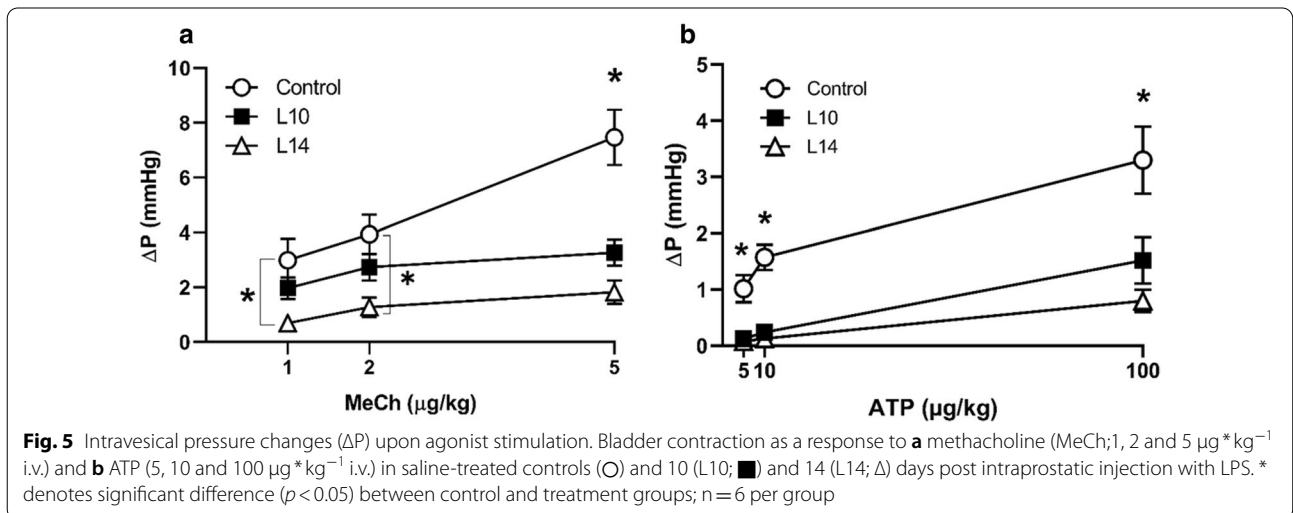 a
10
8
6
4
2
0
ΔP (mmHg)
Control
L10
L14
*
*
*
1
2
5
MeCh (μg/kg)
b
5
4
3
2
1
0
ΔP (mmHg)
Control
L10
L14
*
*
*
5
10
100
ATP (μg/kg)
Fig. 5 Intravesical pressure changes (ΔP) upon agonist stimulation. Bladder contraction as a response to a methacholine (MeCh;1, 2 and 5 μg * kg⁻¹
i.v.) and b ATP (5, 10 and 100 μg * kg⁻¹ i.v.) in saline-treated controls (○) and 10 (L10; ■) and 14 (L14; Δ) days post intraprostatic injection with LPS. *
denotes significant difference (p < 0.05) between control and treatment groups; n = 6 per group